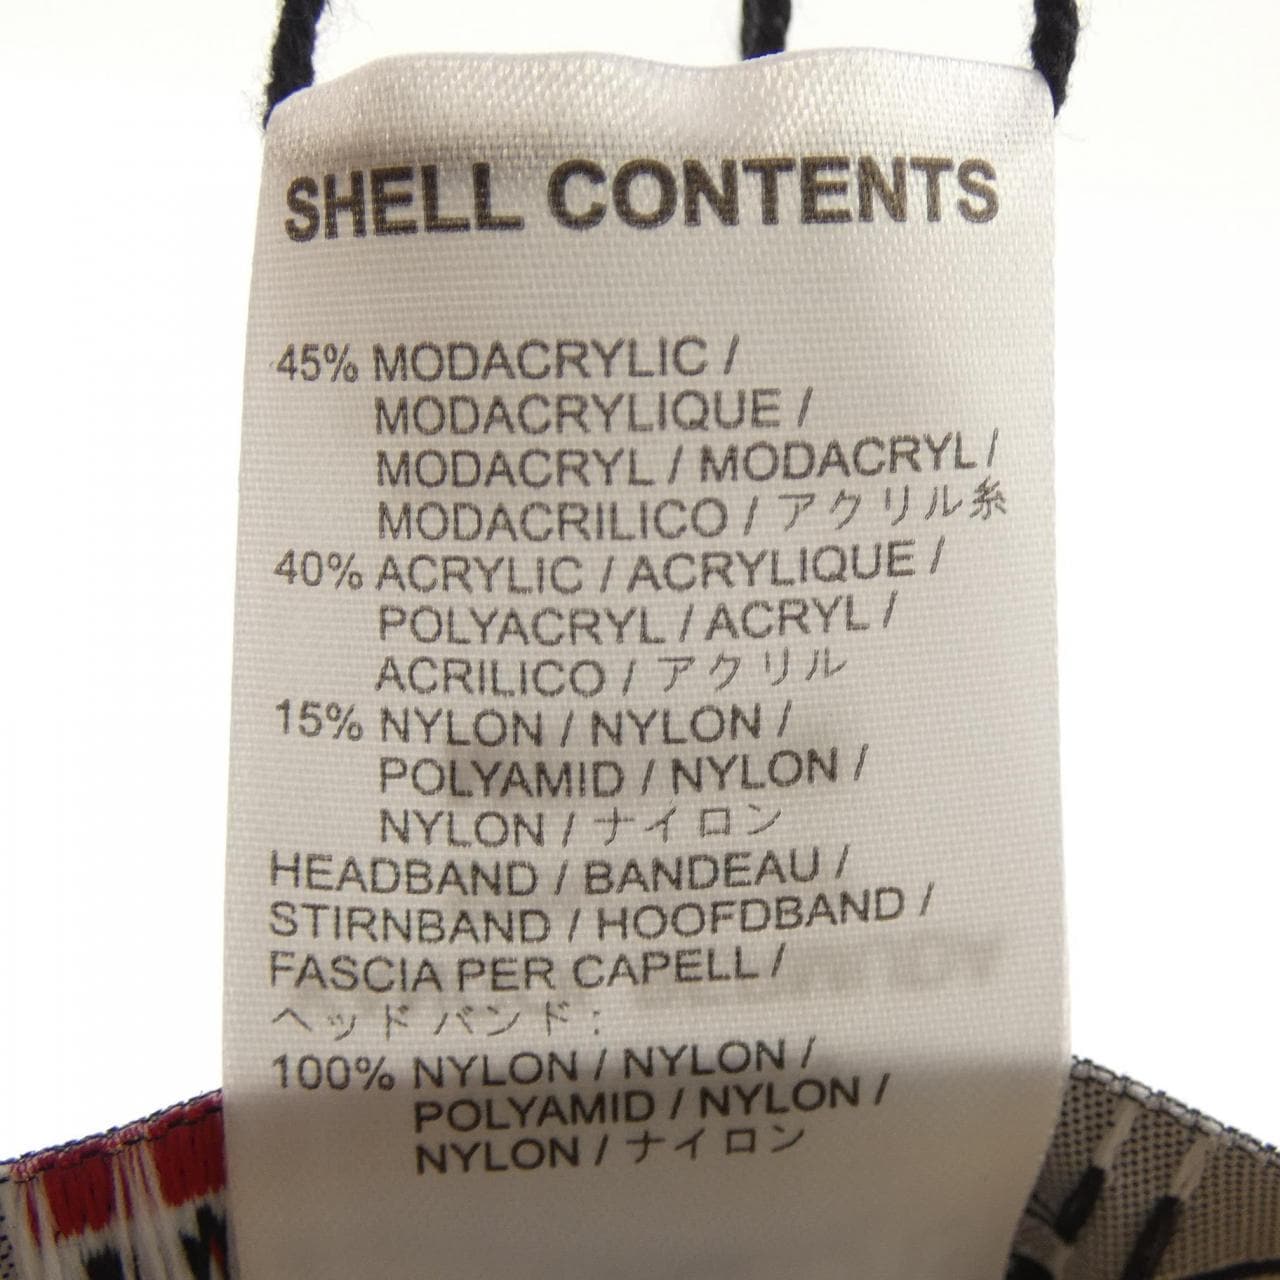 SHELL CONTENTS
45% MODACRYLIC /
MODACRYLIQUE /
MODACRYL / MODACRYL /
MODACRILICO / アクリル糸
40% ACRYLIC / ACRYLIQUE /
POLYACRYL / ACRYL /
ACRILICO / アクリル
15% NYLON / NYLON /
POLYAMID / NYLON /
NYLON / ナイロン
HEADBAND / BANDEAU /
STIRNBAND / HOOFDBAND /
FASCIA PER CAPELL /
ヘッド バンド :
100% NYLON / NYLON /
POLYAMID / NYLON /
NYLON / ナイロン